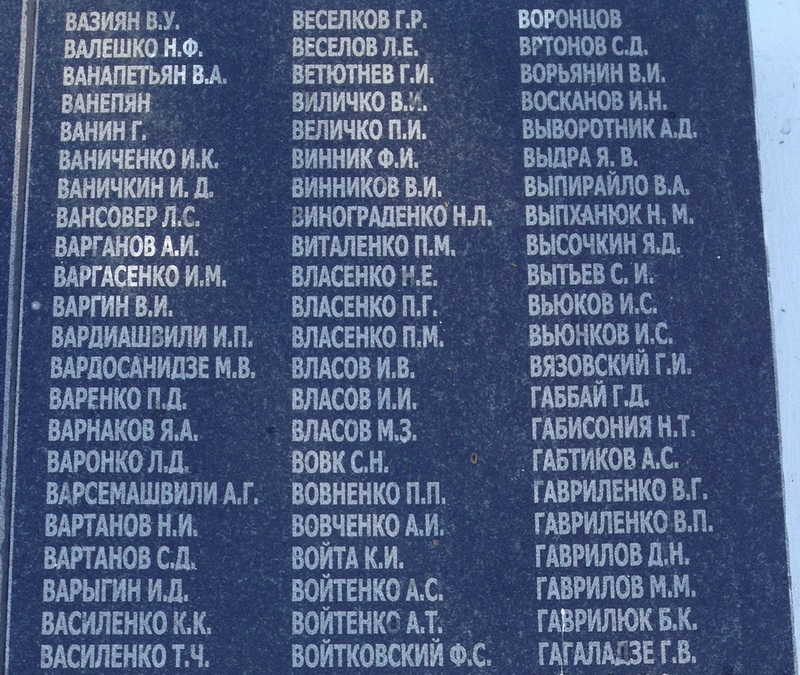 ВАЗИЯН В.У.
ВАЛЕШКО Н.Ф.
ВАНАПЕТЬЯН В.А.
ВАНЕПЯН
ВАНИН Г.
ВАНИЧЕНКО И.К.
ВАНИЧКИН И. Д.
ВАНСОВЕР Л.С.
ВАРГАНОВ А.И.
ВАРГАСЕНКО И.М.
ВАРГИН В.И.
ВАРДИАШВИЛИ И.П.
ВАРДОСАНИДЗЕ М.В.
ВАРЕНКО П.Д.
ВАРНАКОВ Я.А.
ВАРОНКО Л.Д.
ВАРСЕМАШВИЛИ А.Г.
ВАРТАНОВ Н.И.
ВАРТАНОВ С.Д.
ВАРЫГИН И.Д.
ВАСИЛЕНКО К.К.
ВАСИЛЕНКО Т.Ч.
ВЕСЕЛКОВ Г.Р.
ВЕСЕЛОВ Л.Е.
ВЕТЮТНЕВ Г.И.
ВИЛИЧКО В.И.
ВЕЛИЧКО П.И.
ВИННИК Ф.И.
ВИННИКОВ В.И.
ВИНОГРАДЕНКО Н.Л.
ВИТАЛЕНКО П.М.
ВЛАСЕНКО Н.Е.
ВЛАСЕНКО П.Г.
ВЛАСЕНКО П.М.
ВЛАСОВ И.В.
ВЛАСОВ И.И.
ВЛАСОВ М.З.
ВОВК С.Н.
ВОВНЕНКО П.П.
ВОВЧЕНКО А.И.
ВОЙТА К.И.
ВОЙТЕНКО А.С.
ВОЙТЕНКО А.Т.
ВОЙТКОВСКИЙ Ф.С.
ВОРОНЦОВ
ВРТОНОВ С.Д.
ВОРЬЯНИН В.И.
ВОСКАНОВ И.Н.
ВЫВОРОТНИК А.Д.
ВЫДРА Я. В.
ВЫПИРАЙЛО В.А.
ВЫПХАНЮК Н. М.
ВЫСОЧКИН Я.Д.
ВЫТЬЕВ С. И.
ВЬЮКОВ И.С.
ВЬЮНКОВ И.С.
ВЯЗОВСКИЙ Г.И.
ГАББАЙ Г.Д.
ГАБИСОНИЯ Н.Т.
ГАБТИКОВ А.С.
ГАВРИЛЕНКО В.Г.
ГАВРИЛЕНКО В.П.
ГАВРИЛОВ Д.Н.
ГАВРИЛОВ М.М.
ГАВРИЛЮК Б.К.
ГАГАЛАДЗЕ Г.В.